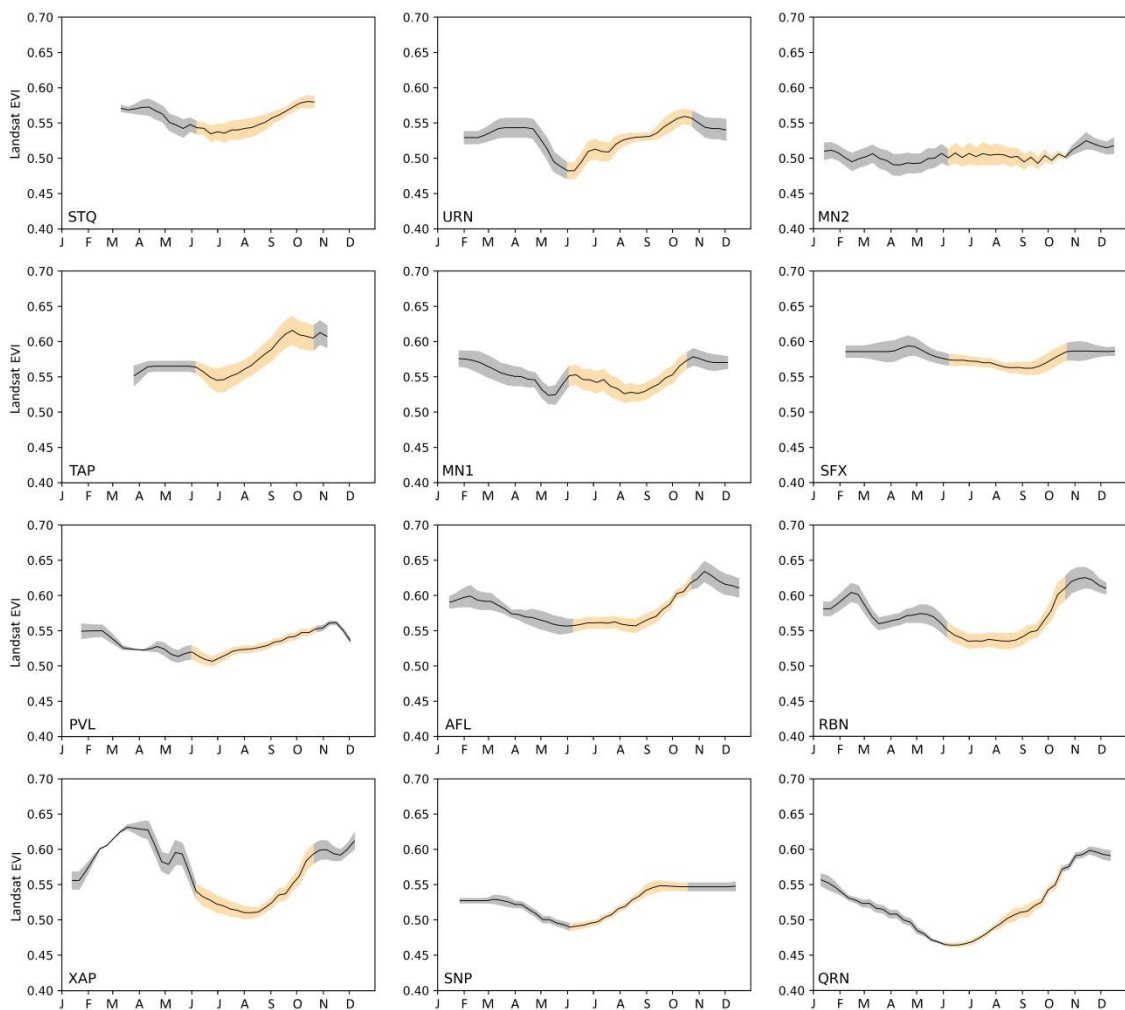 0.70 0.70 0.70
0.65 0.65 0.65
0.60 0.60 0.60
Landsat EVI
0.55 0.55 0.55
0.50 0.50 0.50
0.45 0.45 0.45
STQ URN MN2
0.40 0.40 0.40
J F M A M J J A S O N D J F M A M J J A S O N D J F M A M J J A S O N D
0.70 0.70 0.70
0.65 0.65 0.65
0.60 0.60 0.60
Landsat EVI
0.55 0.55 0.55
0.50 0.50 0.50
0.45 0.45 0.45
TAP MN1 SFX
0.40 0.40 0.40
J F M A M J J A S O N D J F M A M J J A S O N D J F M A M J J A S O N D
0.70 0.70 0.70
0.65 0.65 0.65
0.60 0.60 0.60
Landsat EVI
0.55 0.55 0.55
0.50 0.50 0.50
0.45 0.45 0.45
PVL AFL RBN
0.40 0.40 0.40
J F M A M J J A S O N D J F M A M J J A S O N D J F M A M J J A S O N D
0.70 0.70 0.70
0.65 0.65 0.65
0.60 0.60 0.60
Landsat EVI
0.55 0.55 0.55
0.50 0.50 0.50
0.45 0.45 0.45
XAP SNP QRN
0.40 0.40 0.40
J F M A M J J A S O N D J F M A M J J A S O N D J F M A M J J A S O N D